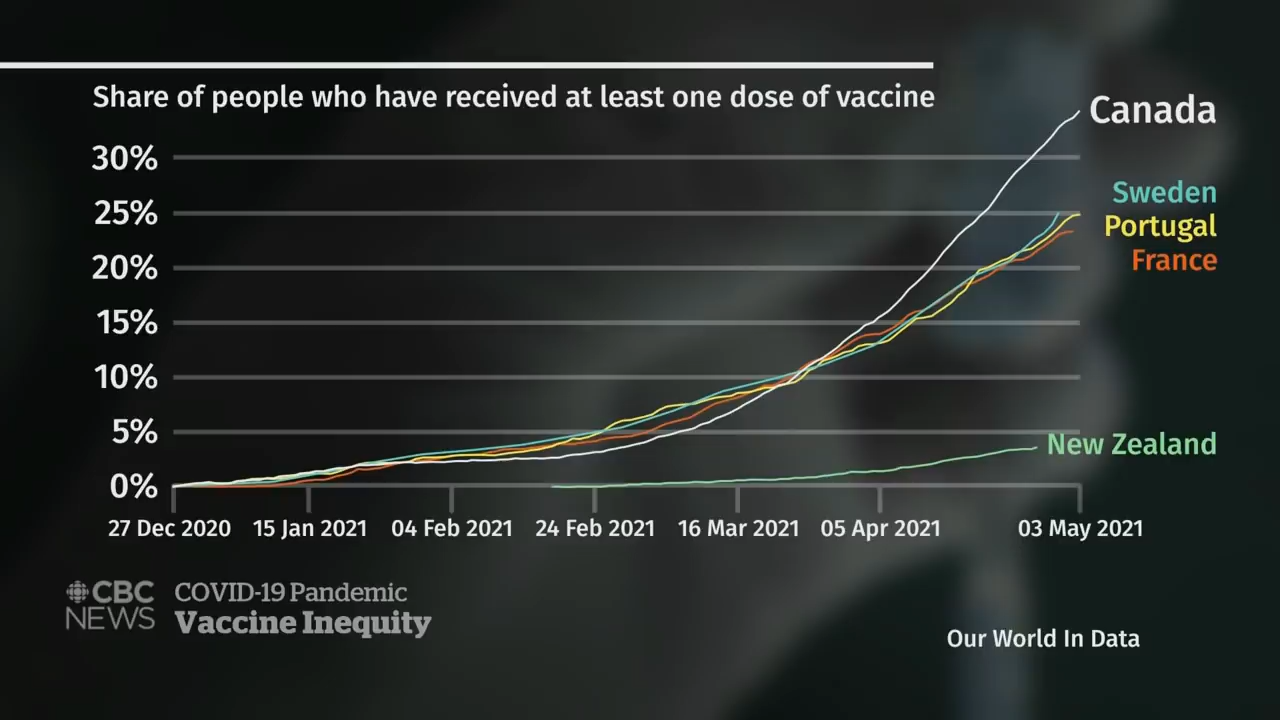 Share of people who have received at least one dose of vaccine
Canada
30%
Sweden
25%
Portugal
France
20%
15%
10%
5%
New Zealand
0%
27 Dec 2020 15 Jan 2021 04 Feb 2021 24 Feb 2021 16 Mar 2021 05 Apr 2021 03 May 2021
CBC NEWS
COVID-19 Pandemic
Vaccine Inequity
Our World In Data